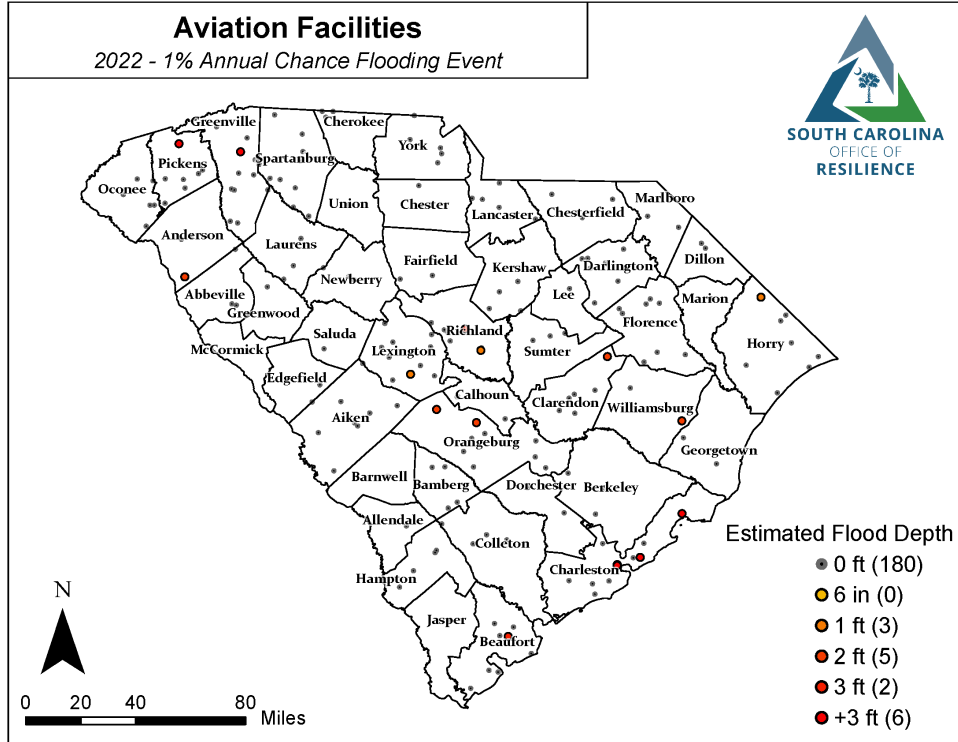 Aviation Facilities
2022 - 1% Annual Chance Flooding Event
SOUTH CAROLINA
OFFICE OF
RESILIENCE
Greenville
Cherokee
York
Pickens
Spartanburg
Oconee
Union
Chester
Lancaster
Chesterfield
Marlboro
Anderson
Laurens
Dillon
Fairfield
Kershaw
Darlington
Newberry
Abbeville
Lee
Marion
Greenwood
Florence
Saluda
Richland
Horry
McCormick
Lexington
Sumter
Edgefield
Calhoun
Clarendon
Williamsburg
Aiken
Orangeburg
Georgetown
Barnwell
Bamberg
Dorchester
Berkeley
Allendale
Colleton
Charleston
Hampton
Jasper
Beaufort
Estimated Flood Depth
0 ft (180)
6 in (0)
1 ft (3)
2 ft (5)
3 ft (2)
+3 ft (6)
N
0 20 40 80
Miles